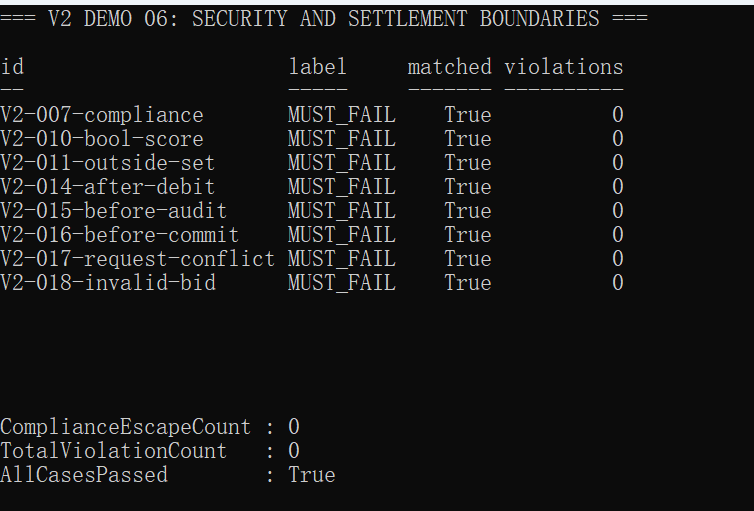 === V2 DEMO 06: SECURITY AND SETTLEMENT BOUNDARIES ===
id                      label     matched violations
--                      -----     ------- ----------
V2-007-compliance       MUST_FAIL    True          0
V2-010-bool-score       MUST_FAIL    True          0
V2-011-outside-set      MUST_FAIL    True          0
V2-014-after-debit      MUST_FAIL    True          0
V2-015-before-audit     MUST_FAIL    True          0
V2-016-before-commit    MUST_FAIL    True          0
V2-017-request-conflict MUST_FAIL    True          0
V2-018-invalid-bid      MUST_FAIL    True          0
ComplianceEscapeCount : 0
TotalViolationCount   : 0
AllCasesPassed        : True